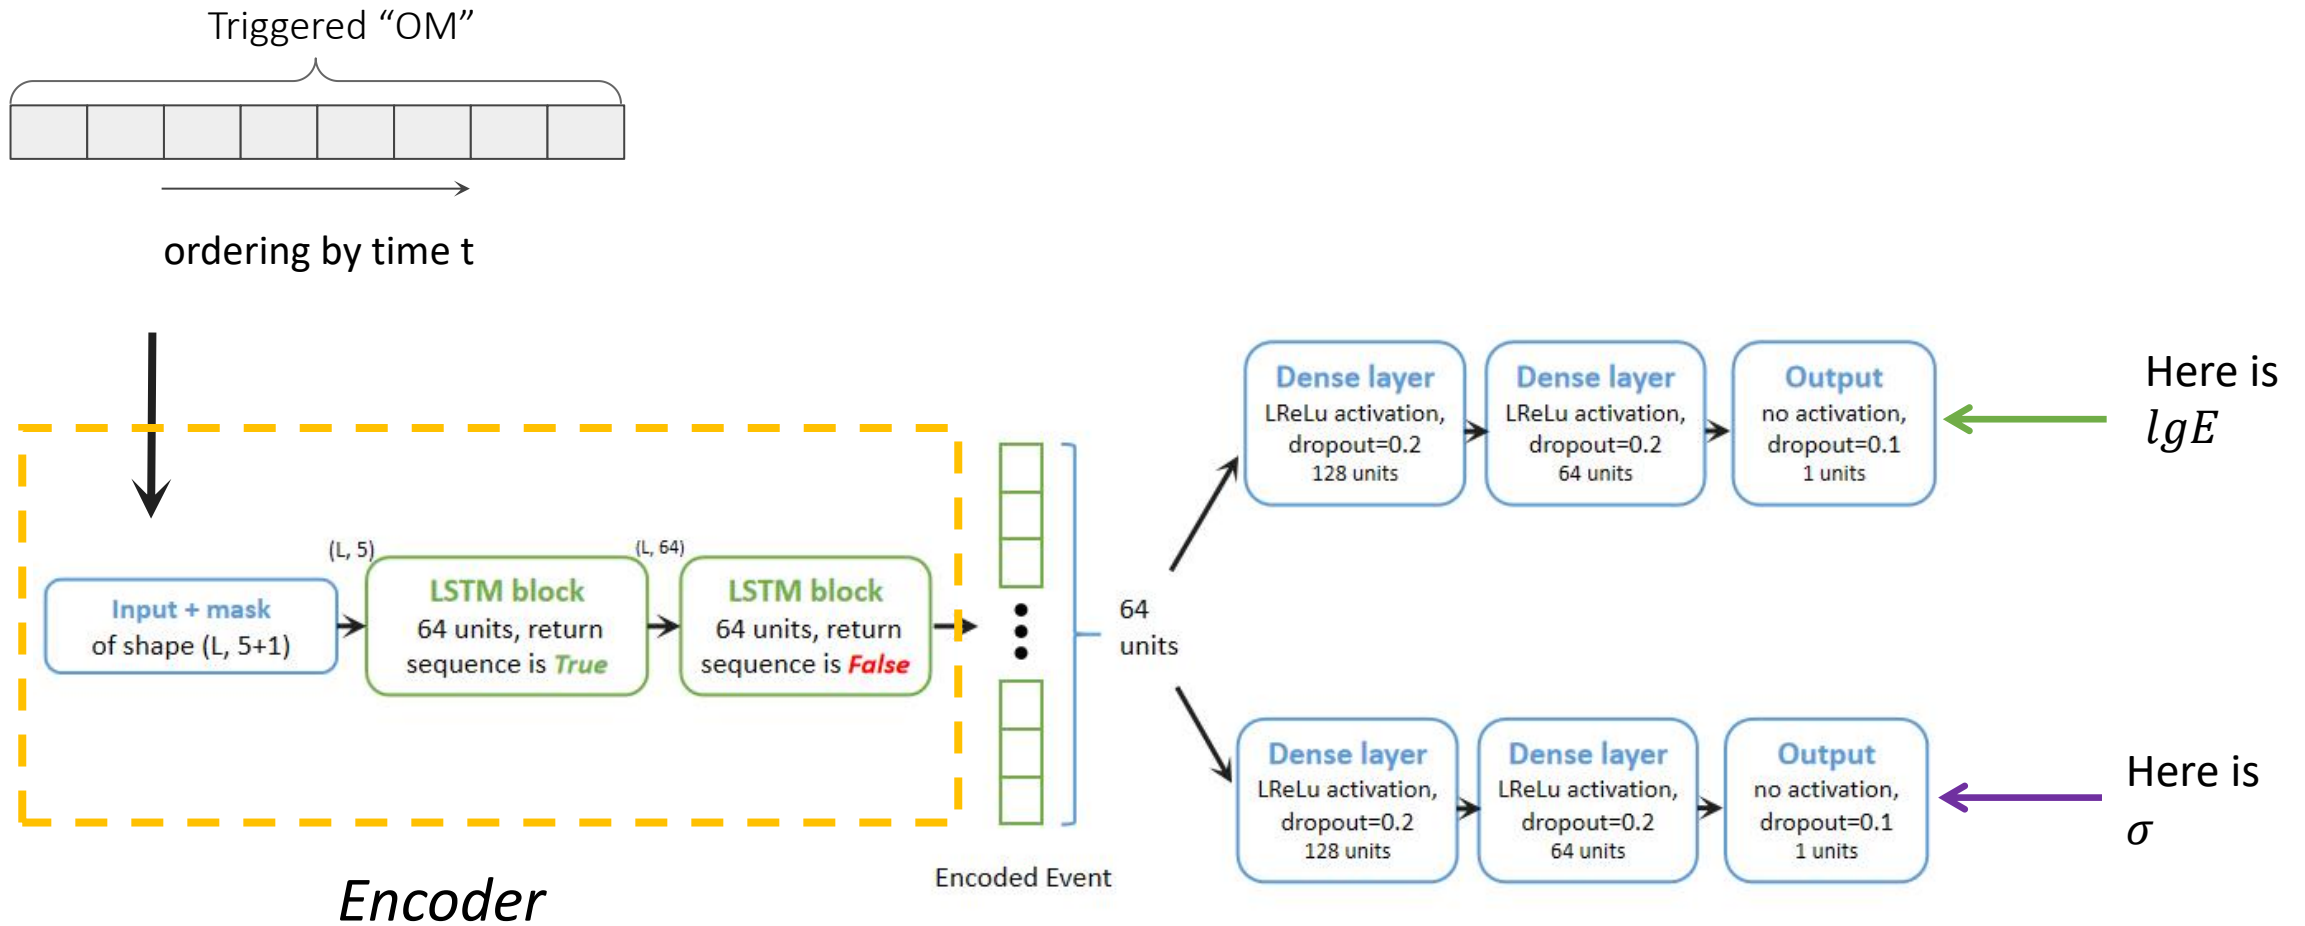 Triggered “OM”
ordering by time t
(L, 5)
(L, 64)
Input + mask
of shape (L, 5+1)
LSTM block
64 units, return
sequence is True
LSTM block
64 units, return
sequence is False
Encoder
64
units
Encoded Event
Dense layer
LReLu activation,
dropout=0.2
128 units
Dense layer
LReLu activation,
dropout=0.2
64 units
Output
no activation,
dropout=0.1
1 units
Here is
lgE
Dense layer
LReLu activation,
dropout=0.2
128 units
Dense layer
LReLu activation,
dropout=0.2
64 units
Output
no activation,
dropout=0.1
1 units
Here is
σ